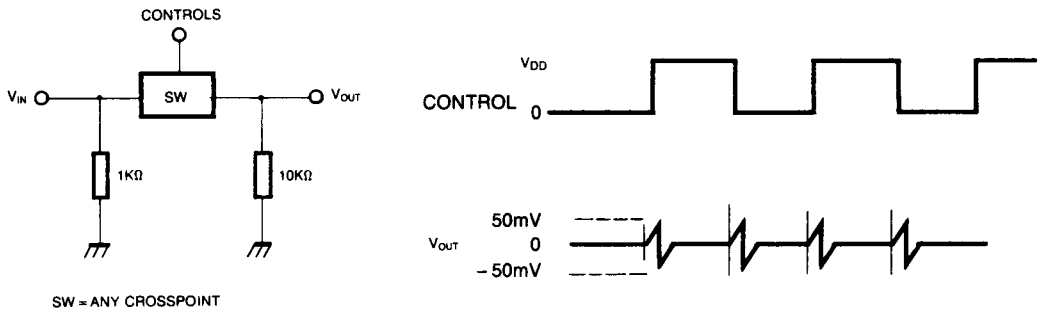 CONTROLS
VIN
SW
VOUT
1KΩ
10KΩ
SW = ANY CROSSPOINT
VDD
CONTROL
0
50mV
VOUT
0
- 50mV